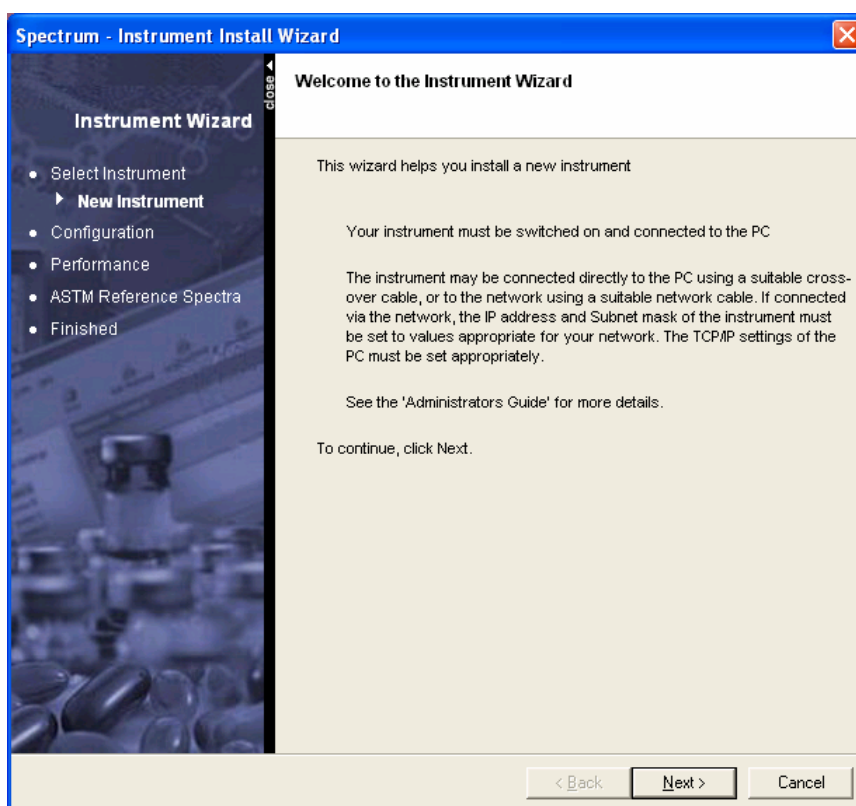 Spectrum - Instrument Install Wizard
close
Instrument Wizard
Select Instrument
New Instrument
Configuration
Performance
ASTM Reference Spectra
Finished
Welcome to the Instrument Wizard
This wizard helps you install a new instrument
Your instrument must be switched on and connected to the PC
The instrument may be connected directly to the PC using a suitable cross-
over cable, or to the network using a suitable network cable. If connected
via the network, the IP address and Subnet mask of the instrument must
be set to values appropriate for your network. The TCP/IP settings of the
PC must be set appropriately.
See the 'Administrators Guide' for more details.
To continue, click Next.
< Back
Next >
Cancel